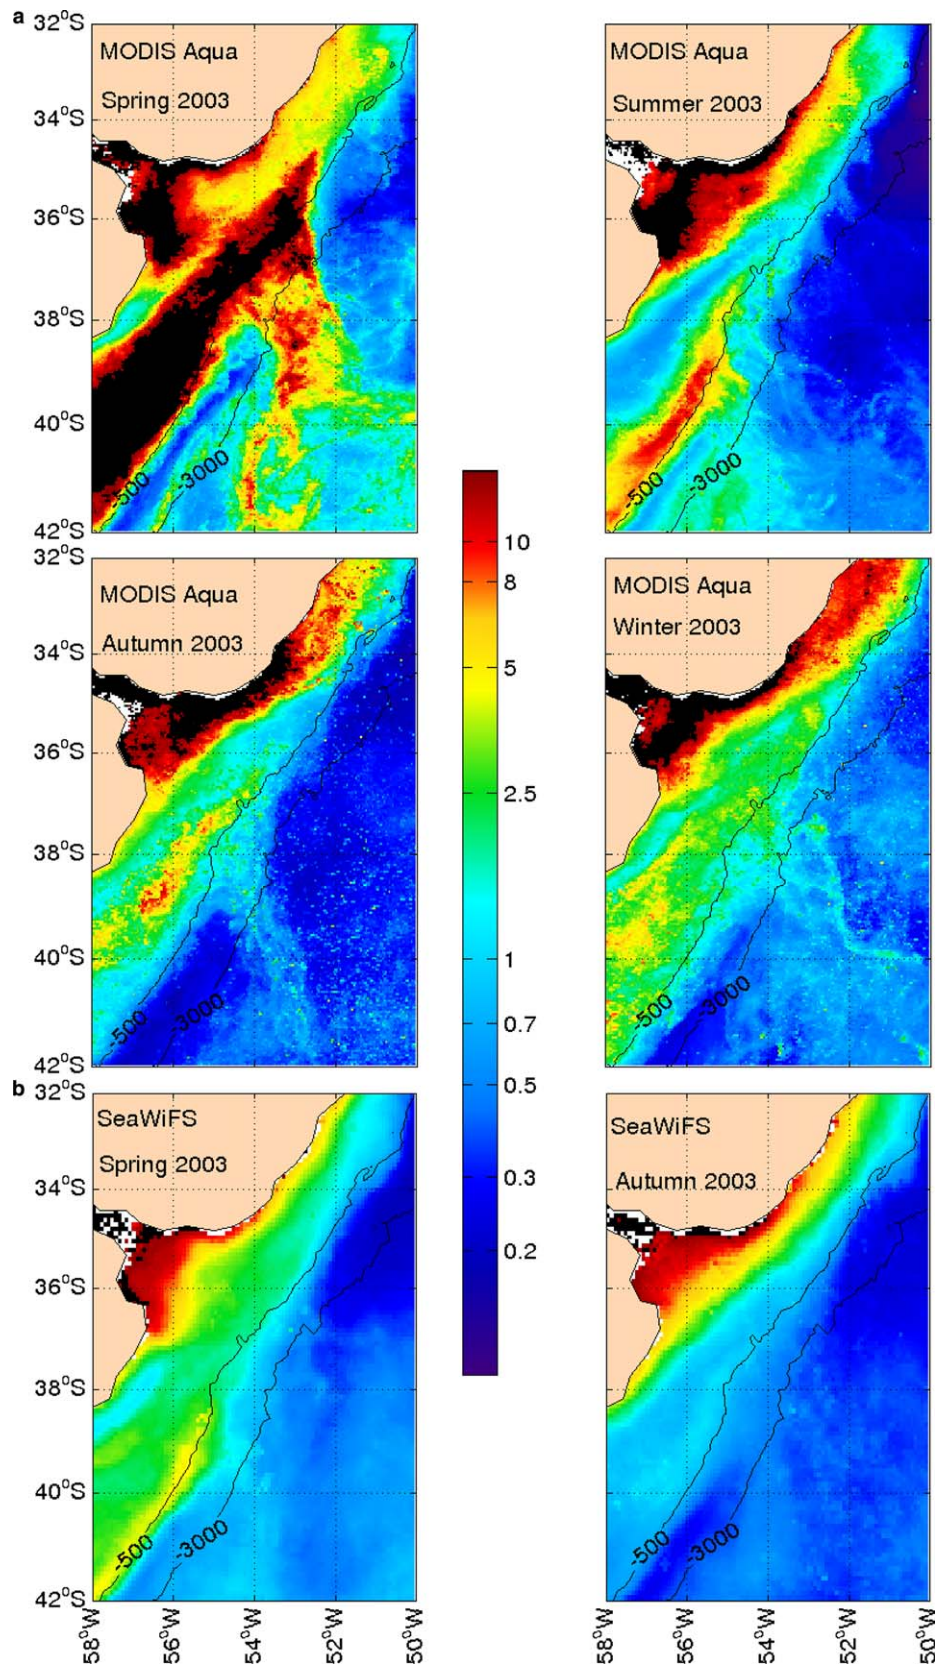 a
32°S
34°S
36°S
38°S
40°S
42°S
MODIS Aqua
Spring 2003
-500
-3000
MODIS Aqua
Summer 2003
-500
-3000
32°S
34°S
36°S
38°S
40°S
42°S
MODIS Aqua
Autumn 2003
-500
-3000
10
8
5
2.5
1
0.7
0.5
0.3
0.2
MODIS Aqua
Winter 2003
-500
-3000
b
32°S
34°S
36°S
38°S
40°S
42°S
SeaWiFS
Spring 2003
-500
-3000
58°W
56°W
54°W
52°W
50°W
SeaWiFS
Autumn 2003
-500
-3000
58°W
56°W
54°W
52°W
50°W